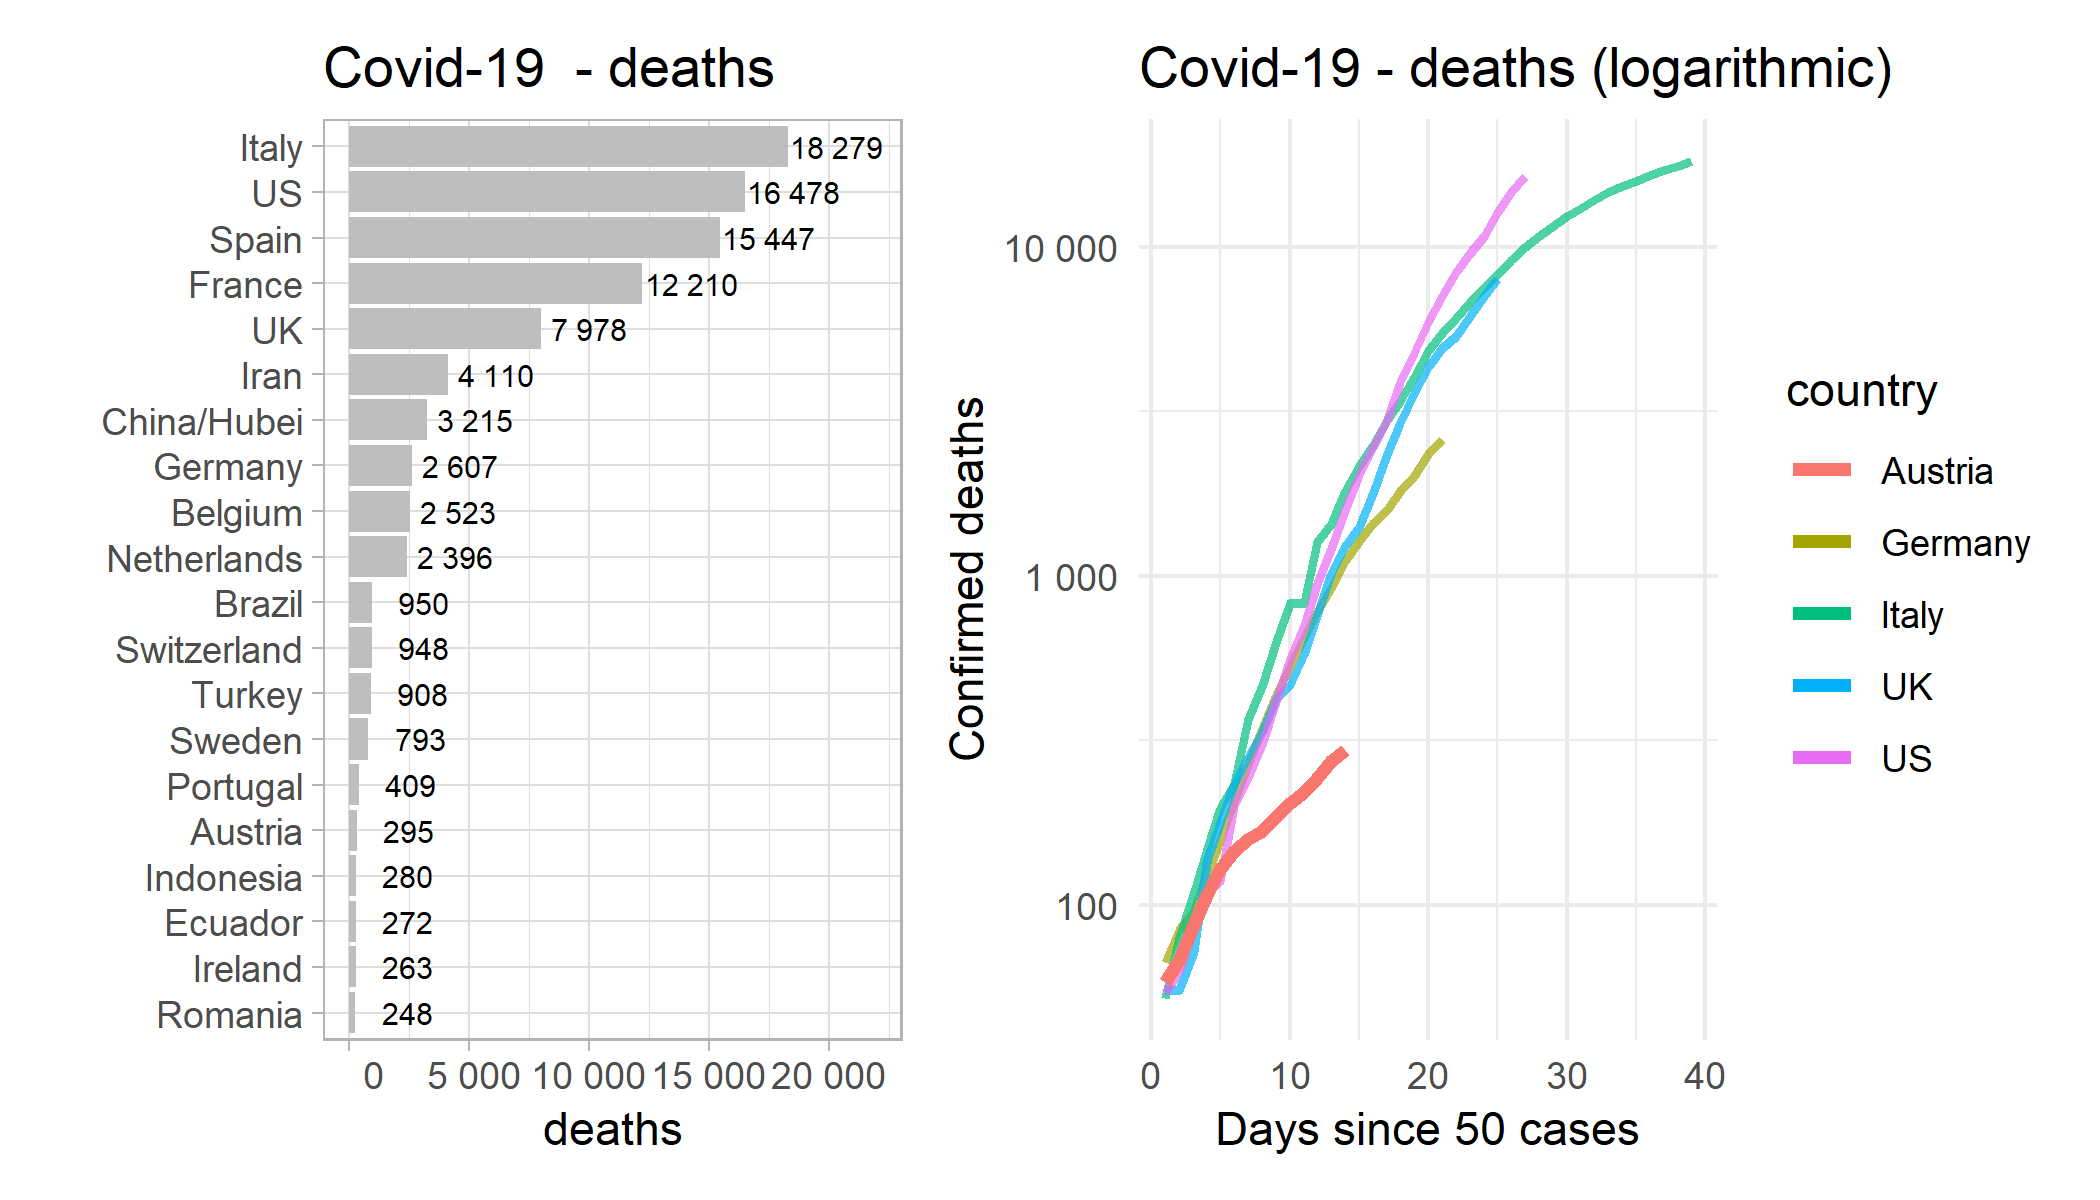 Covid-19  - deaths
Italy 18 279
US 16 478
Spain 15 447
France 12 210
UK 7 978
Iran 4 110
China/Hubei 3 215
Germany 2 607
Belgium 2 523
Netherlands 2 396
Brazil 950
Switzerland 948
Turkey 908
Sweden 793
Portugal 409
Austria 295
Indonesia 280
Ecuador 272
Ireland 263
Romania 248
0 5 000 10 000 15 000 20 000
deaths
Covid-19 - deaths (logarithmic)
Confirmed deaths
10 000
1 000
100
0 10 20 30 40
Days since 50 cases
country
Austria
Germany
Italy
UK
US